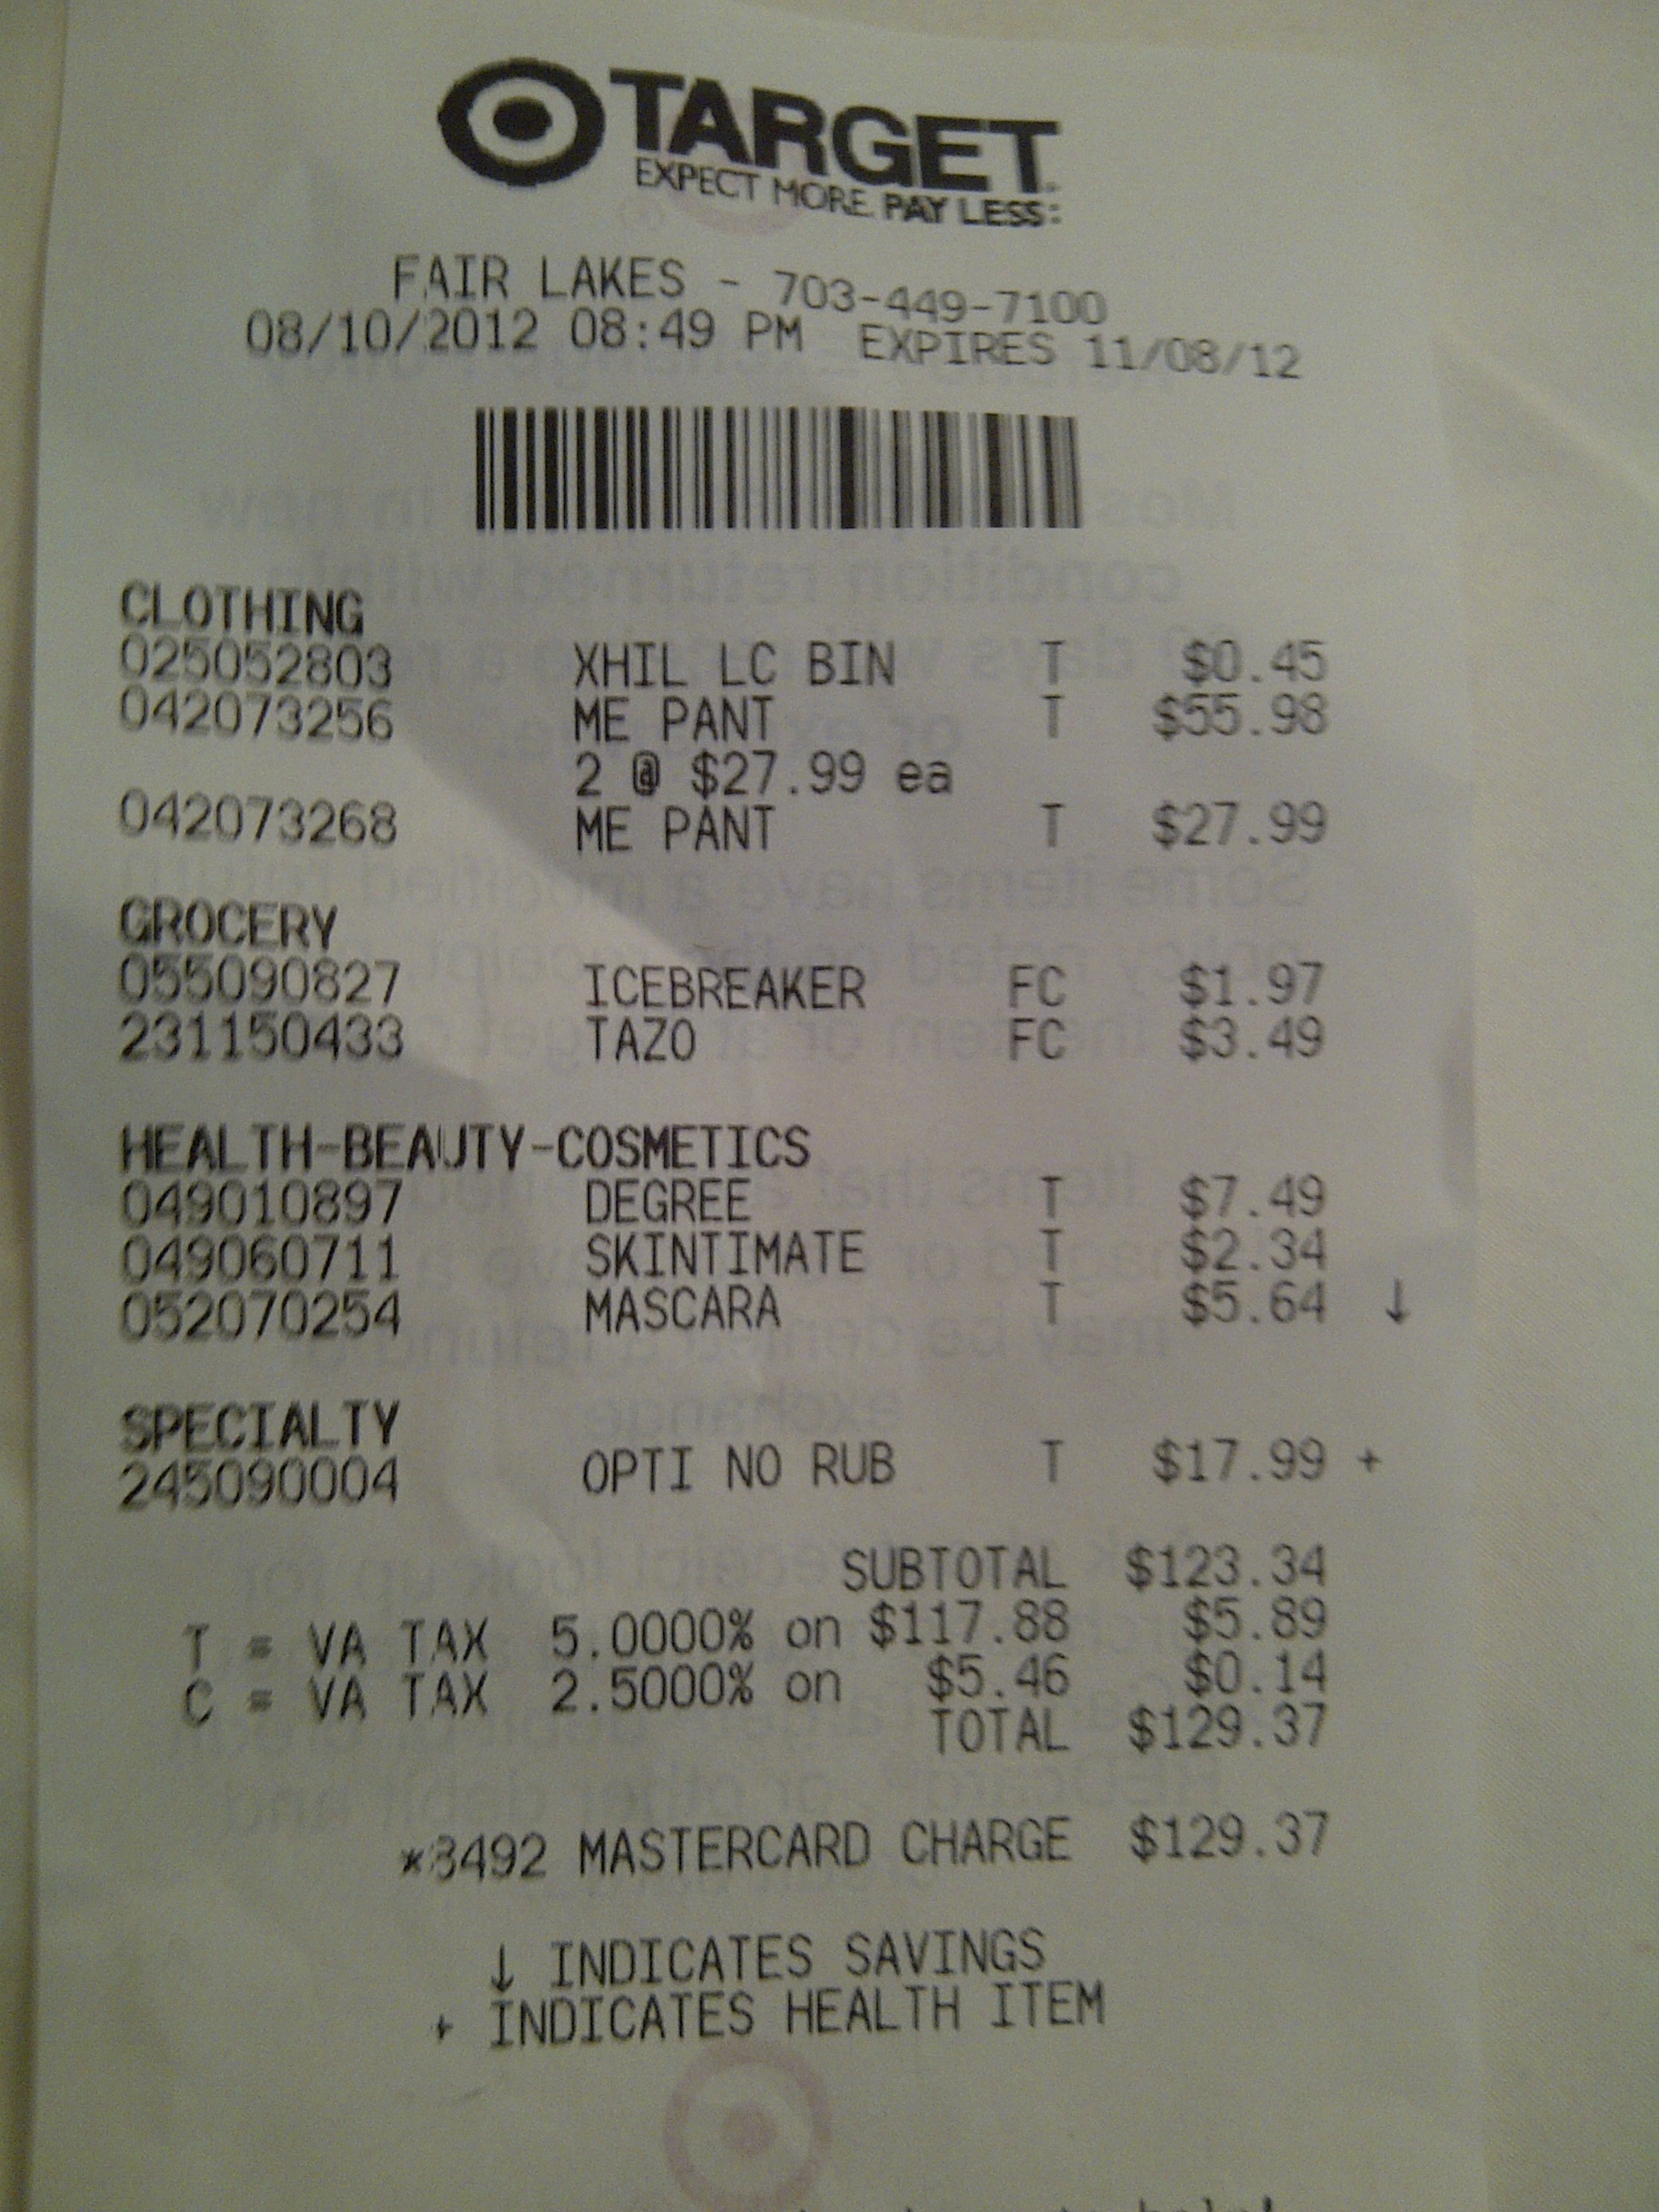 TARGET
EXPECT MORE. PAY LESS.
FAIR LAKES - 703-449-7100
08/10/2012 08:49 PM EXPIRES 11/08/12
CLOTHING
025052803 XHIL LC BIN T $0.45
042073256 ME PANT T $55.98
2 @ $27.99 ea
042073268 ME PANT T $27.99
GROCERY
055090827 ICEBREAKER FC $1.97
231150433 TAZO FC $3.49
HEALTH-BEAUTY-COSMETICS
049010897 DEGREE T $7.49
049060711 SKINTIMATE T $2.34
052070254 MASCARA T $5.64 ↓
SPECIALTY
245090004 OPTI NO RUB T $17.99 +
SUBTOTAL $123.34
T = VA TAX 5.0000% on $117.88 $5.89
C = VA TAX 2.5000% on $5.46 $0.14
TOTAL $129.37
*3492 MASTERCARD CHARGE $129.37
↓ INDICATES SAVINGS
+ INDICATES HEALTH ITEM